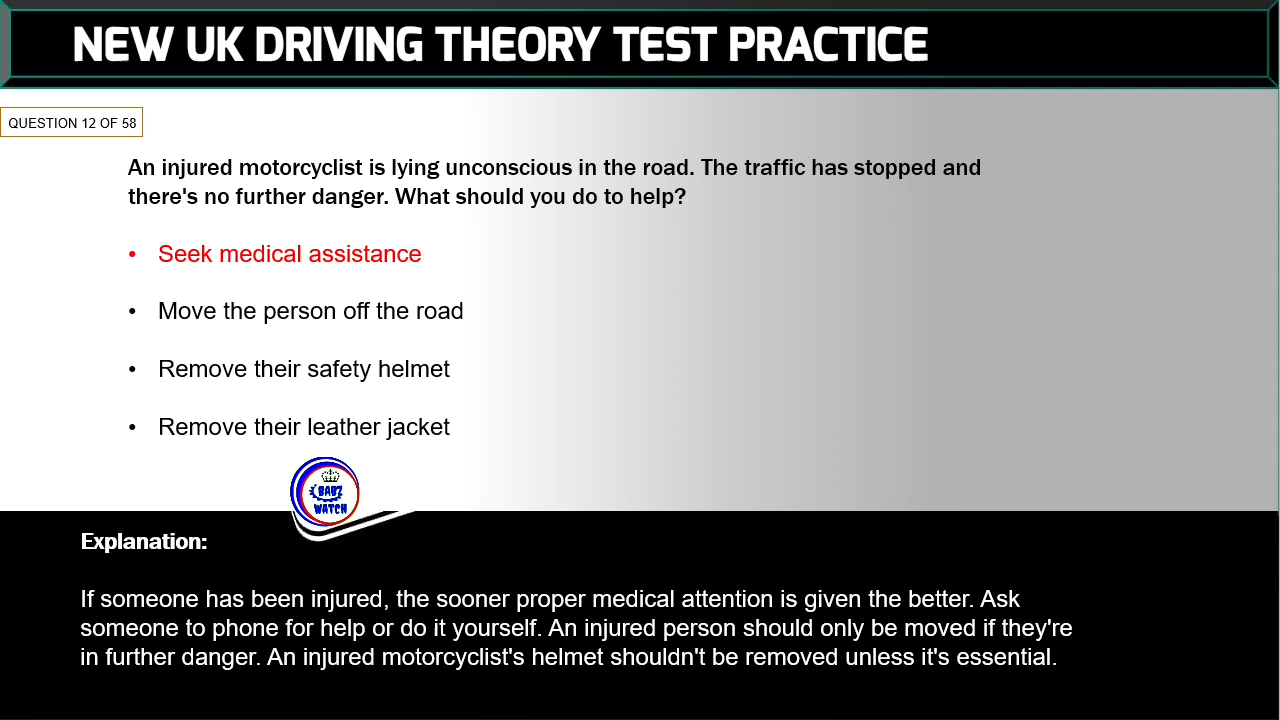 NEW UK DRIVING THEORY TEST PRACTICE
QUESTION 12 OF 58
An injured motorcyclist is lying unconscious in the road. The traffic has stopped and
there's no further danger. What should you do to help?
• Seek medical assistance
• Move the person off the road
• Remove their safety helmet
• Remove their leather jacket
BABZ
WATCH
Explanation:
If someone has been injured, the sooner proper medical attention is given the better. Ask
someone to phone for help or do it yourself. An injured person should only be moved if they're
in further danger. An injured motorcyclist's helmet shouldn't be removed unless it's essential.